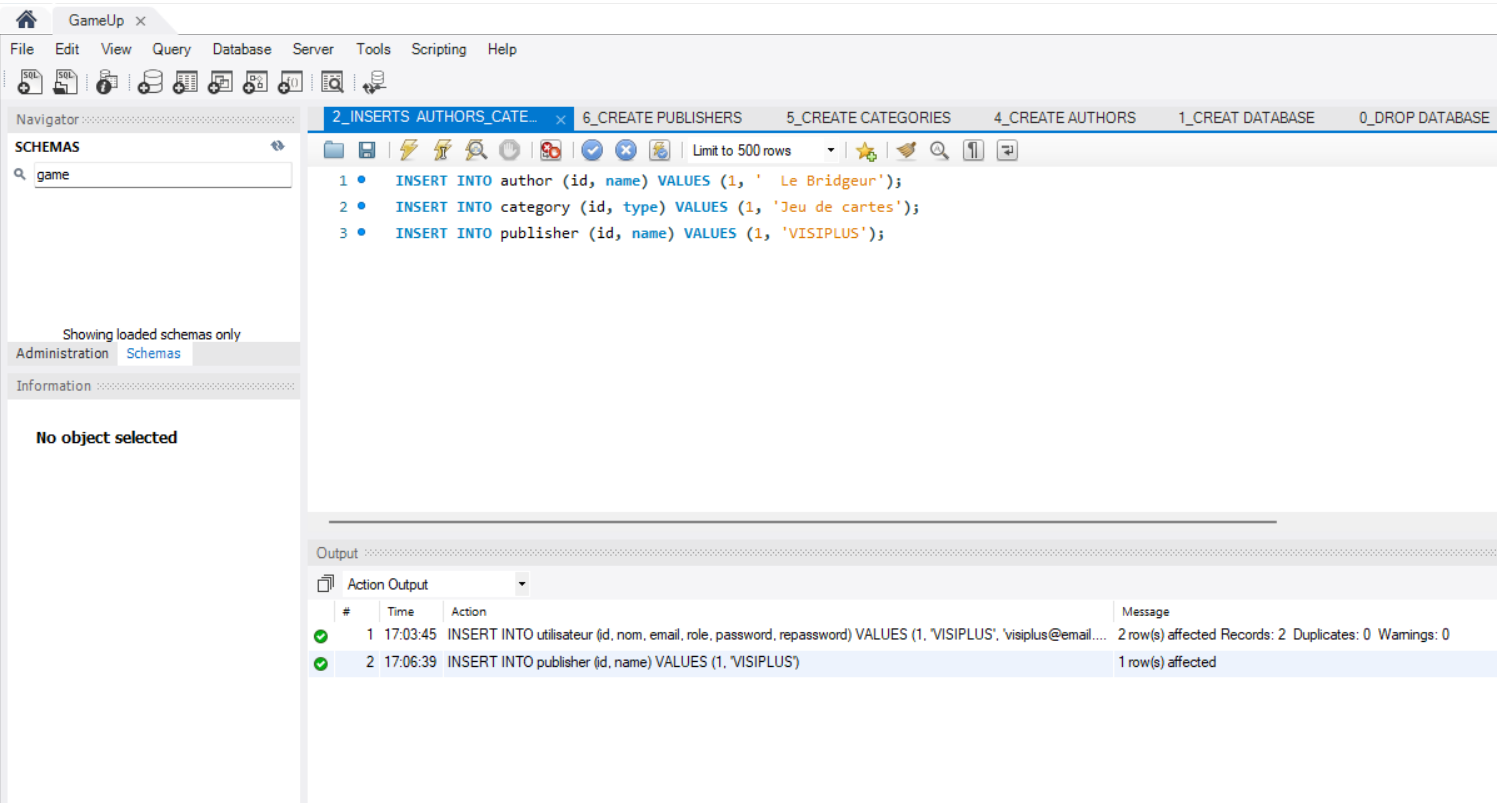 GameUp ×
File Edit View Query Database Server Tools Scripting Help
Navigator
SCHEMAS
game
Showing loaded schemas only
Administration Schemas
Information
No object selected
2_INSERTS AUTHORS_CATE... × 6_CREATE PUBLISHERS 5_CREATE CATEGORIES 4_CREATE AUTHORS 1_CREAT DATABASE 0_DROP DATABASE
Limit to 500 rows
1 INSERT INTO author (id, name) VALUES (1, '  Le Bridgeur');
2 INSERT INTO category (id, type) VALUES (1, 'Jeu de cartes');
3 INSERT INTO publisher (id, name) VALUES (1, 'VISIPLUS');
Output
Action Output
# Time Action Message
1 17:03:45 INSERT INTO utilisateur (id, nom, email, role, password, repassword) VALUES (1, 'VISIPLUS', 'visiplus@email.... 2 row(s) affected Records: 2 Duplicates: 0 Warnings: 0
2 17:06:39 INSERT INTO publisher (id, name) VALUES (1, 'VISIPLUS') 1 row(s) affected